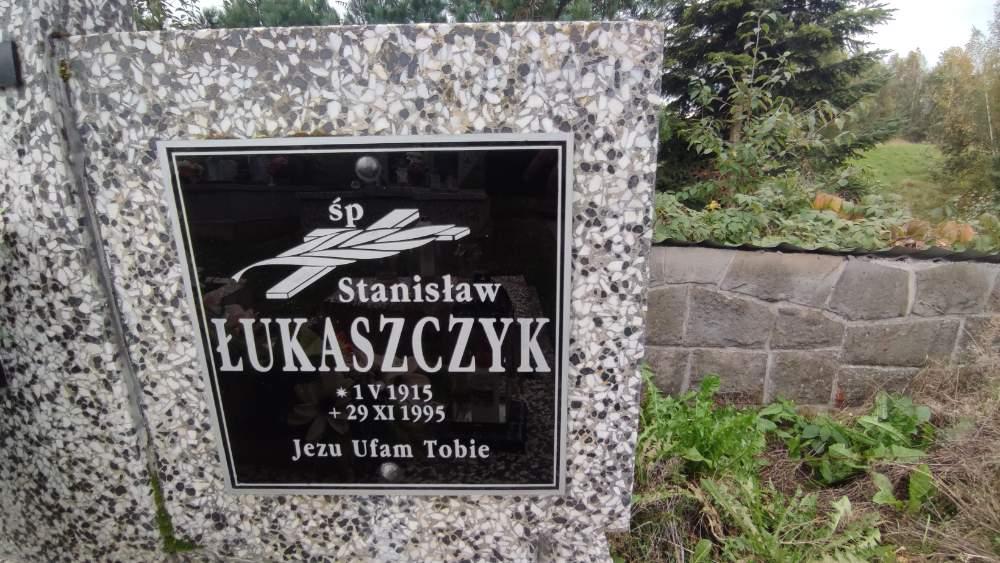 śp
Stanisław
ŁUKASZCZYK
* 1 V 1915
+ 29 XI 1995
Jezu Ufam Tobie